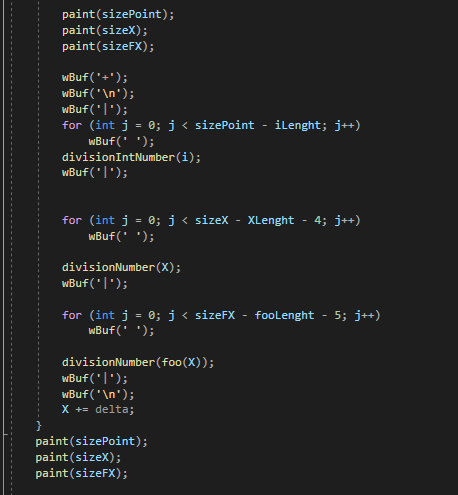 paint(sizePoint);
paint(sizeX);
paint(sizeFX);
wBuf('+');
wBuf('\n');
wBuf('|');
for (int j = 0; j < sizePoint - iLenght; j++)
wBuf(' ');
divisionIntNumber(i);
wBuf('|');
for (int j = 0; j < sizeX - XLenght - 4; j++)
wBuf(' ');
divisionNumber(X);
wBuf('|');
for (int j = 0; j < sizeFX - fooLenght - 5; j++)
wBuf(' ');
divisionNumber(foo(X));
wBuf('|');
wBuf('\n');
X += delta;
}
paint(sizePoint);
paint(sizeX);
paint(sizeFX);